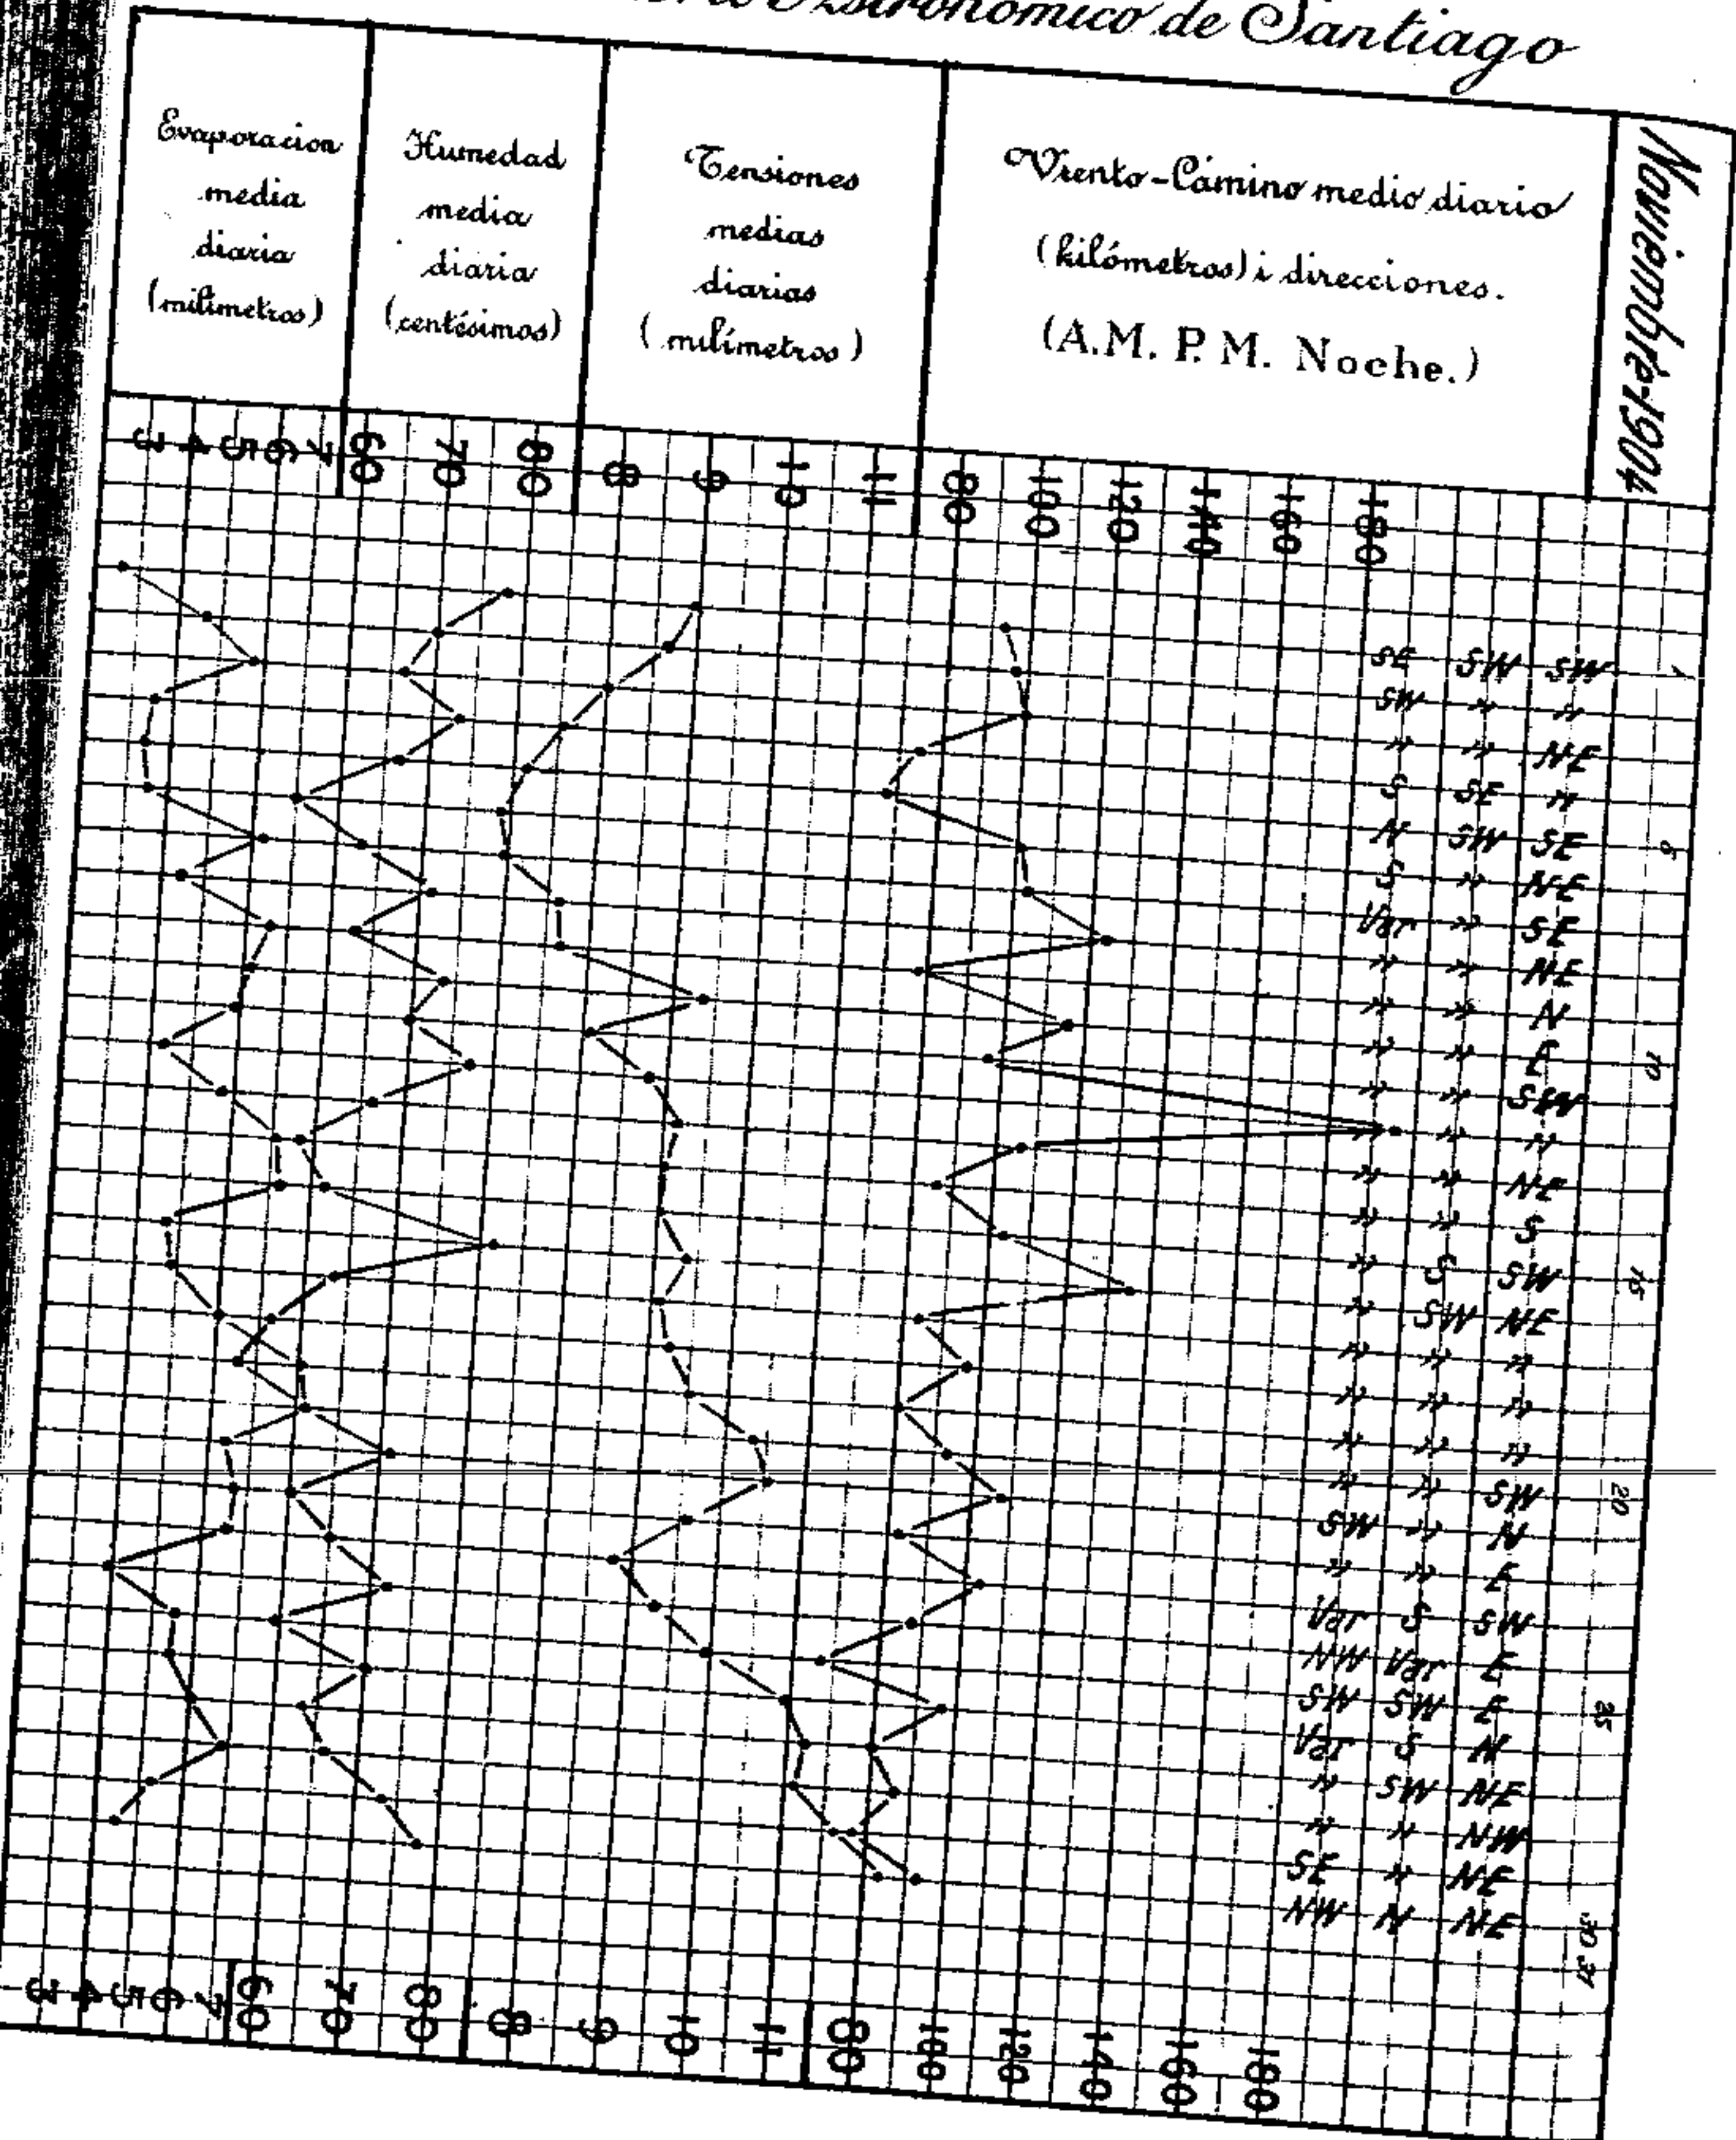 Astronómico de Santiago
Evaporacion
media
diaria
(milímetros)
Humedad
media
diaria
(centésimos)
Tensiones
medias
diarias
(milímetros)
Viento-Cámino medio diario
(kilómetros) i direcciones.
(A.M. P.M. Noche.)
Noviembre-1904
3 4 5 6 7 60 70 80 8 9 10 11 80 100 120 140 160 180
SE SW SW 1
SW " "
" " NE
S SE "
N SW SE 5
S " NE
Var " SE
" " NE
" " N
" " E 10
" " SW
" " N
" " NE
" " S
" S SW 15
" SW NE
" " "
" " "
" " "
" " SW 20
SW " N
" " E
Var S SW
NW Var E
SW SW E 25
Var S N
" SW NE
" " NW
SE " NE
NW N NE 30 31
3 4 5 6 7 60 70 80 8 9 10 11 80 100 120 140 160 180